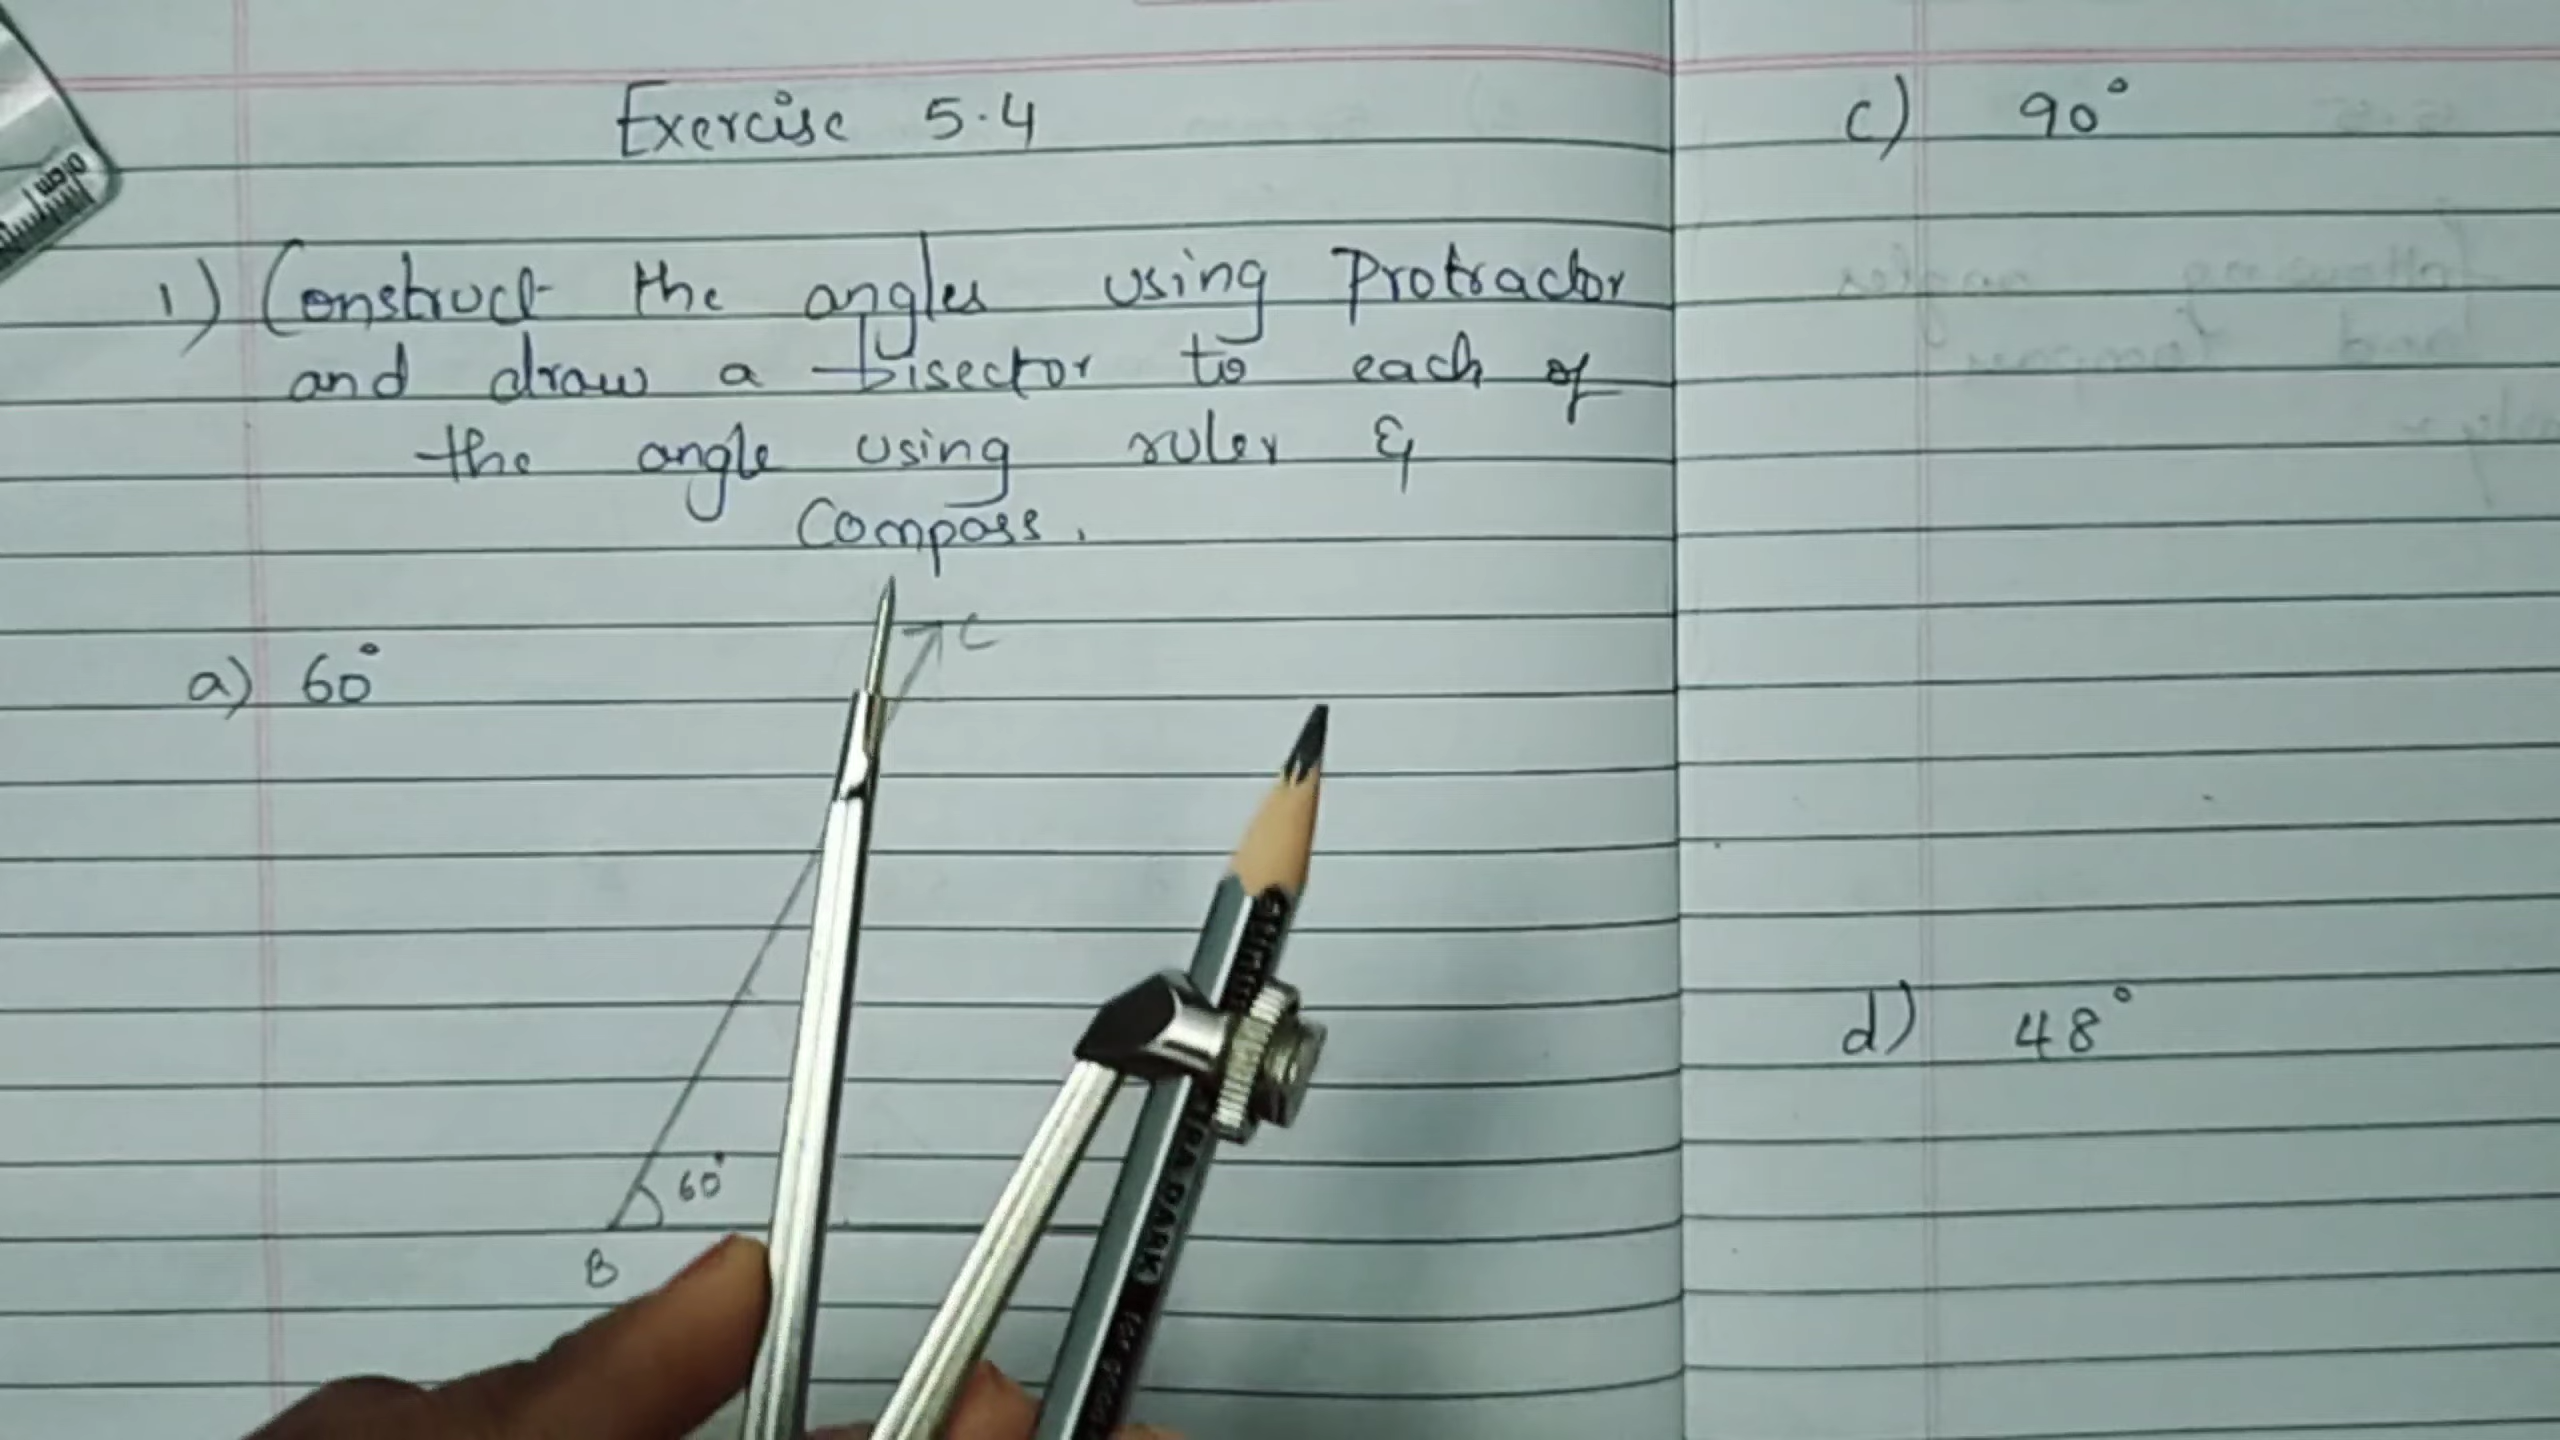 Exercise 5.4
1) Construct the angles using Protractor
and draw a bisector to each of
the angle using ruler &
Compass.
a) 60°
C
60°
B
c) 90°
d) 48°